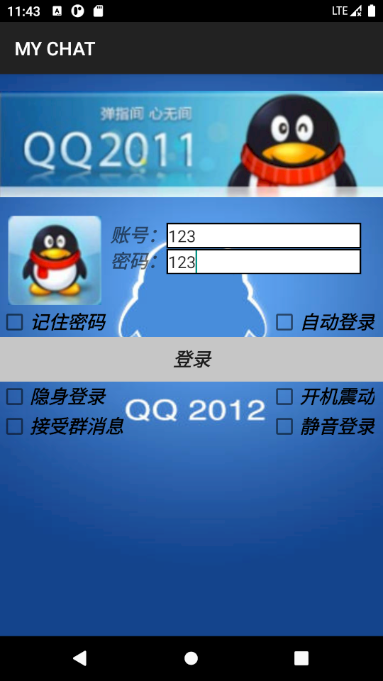 11:43
LTE
MY CHAT
弹指间 心无间
QQ2011
账号：123
密码：123
记住密码 自动登录
登录
隐身登录 开机震动
QQ 2012
接受群消息 静音登录